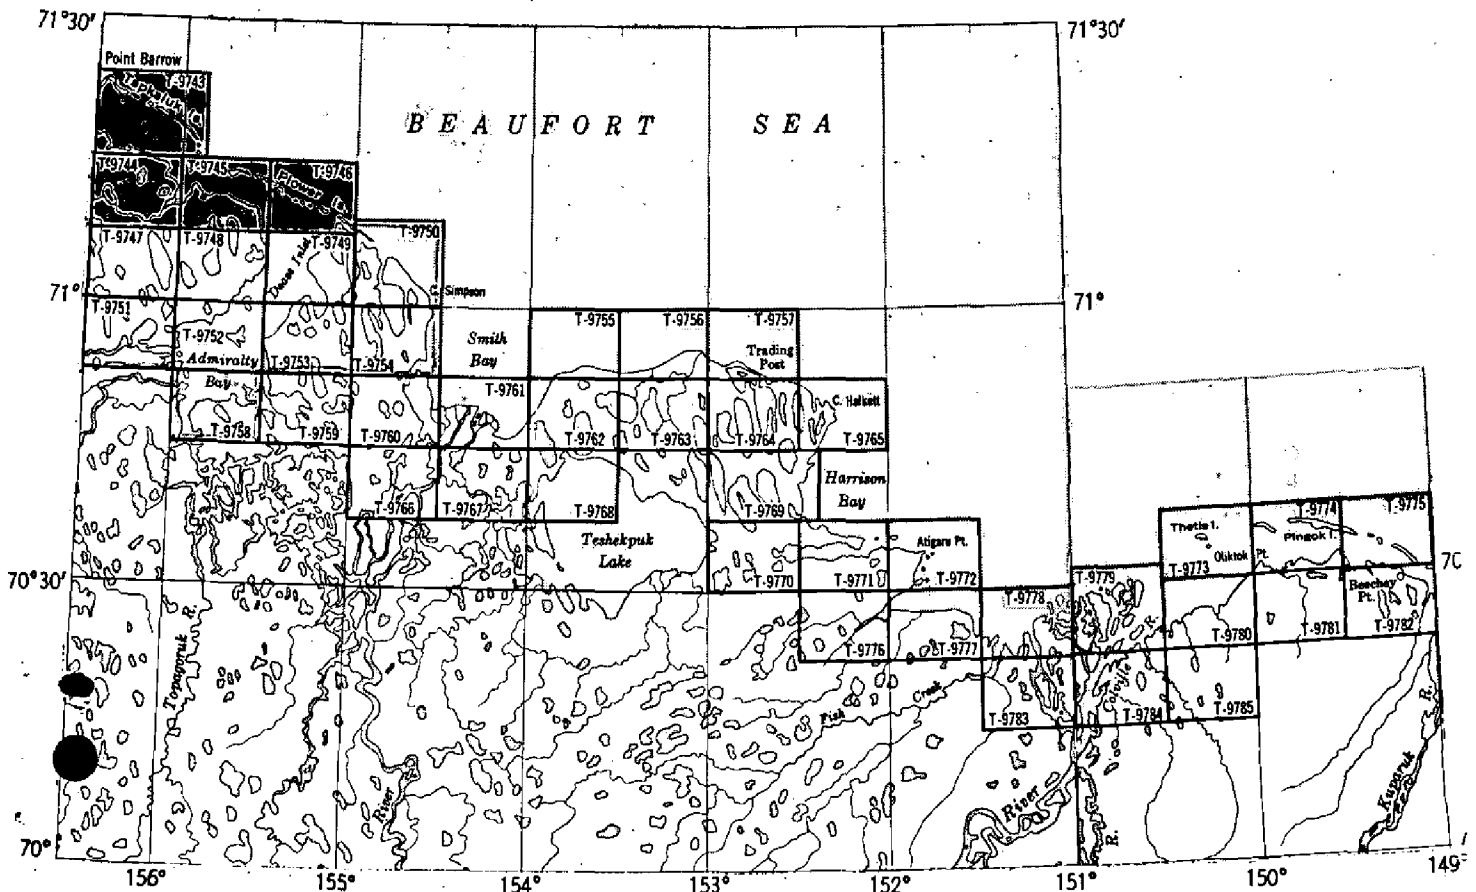 71°30′
71°30′
Point Barrow
T-9743
BEAUFORT SEA
T-9744
T-9745
T-9746
Plover Is.
T-9747
T-9748
T-9749
T-9750
Dease Inlet
C. Simpson
71°
71°
T-9751
T-9752
T-9753
T-9754
T-9755
T-9756
T-9757
Admiralty
Bay
Smith
Bay
Trading
Post
T-9758
T-9759
T-9760
T-9761
T-9762
T-9763
T-9764
C. Halkett
T-9765
T-9766
T-9767
T-9768
T-9769
Harrison
Bay
Teshekpuk
Lake
T-9770
T-9771
Atigaru Pt.
T-9772
Thetis I.
T-9773
Oliktok Pt.
T-9774
Pingok I.
T-9775
70°30′
70
T-9776
T-9777
T-9778
T-9779
T-9780
T-9781
Beechey
Pt.
T-9782
Topagoruk R.
T-9783
Colville
R.
T-9784
T-9785
Fish Creek
River
River
R.
Kuparuk R.
70°
156°
155°
154°
153°
152°
151°
150°
149°